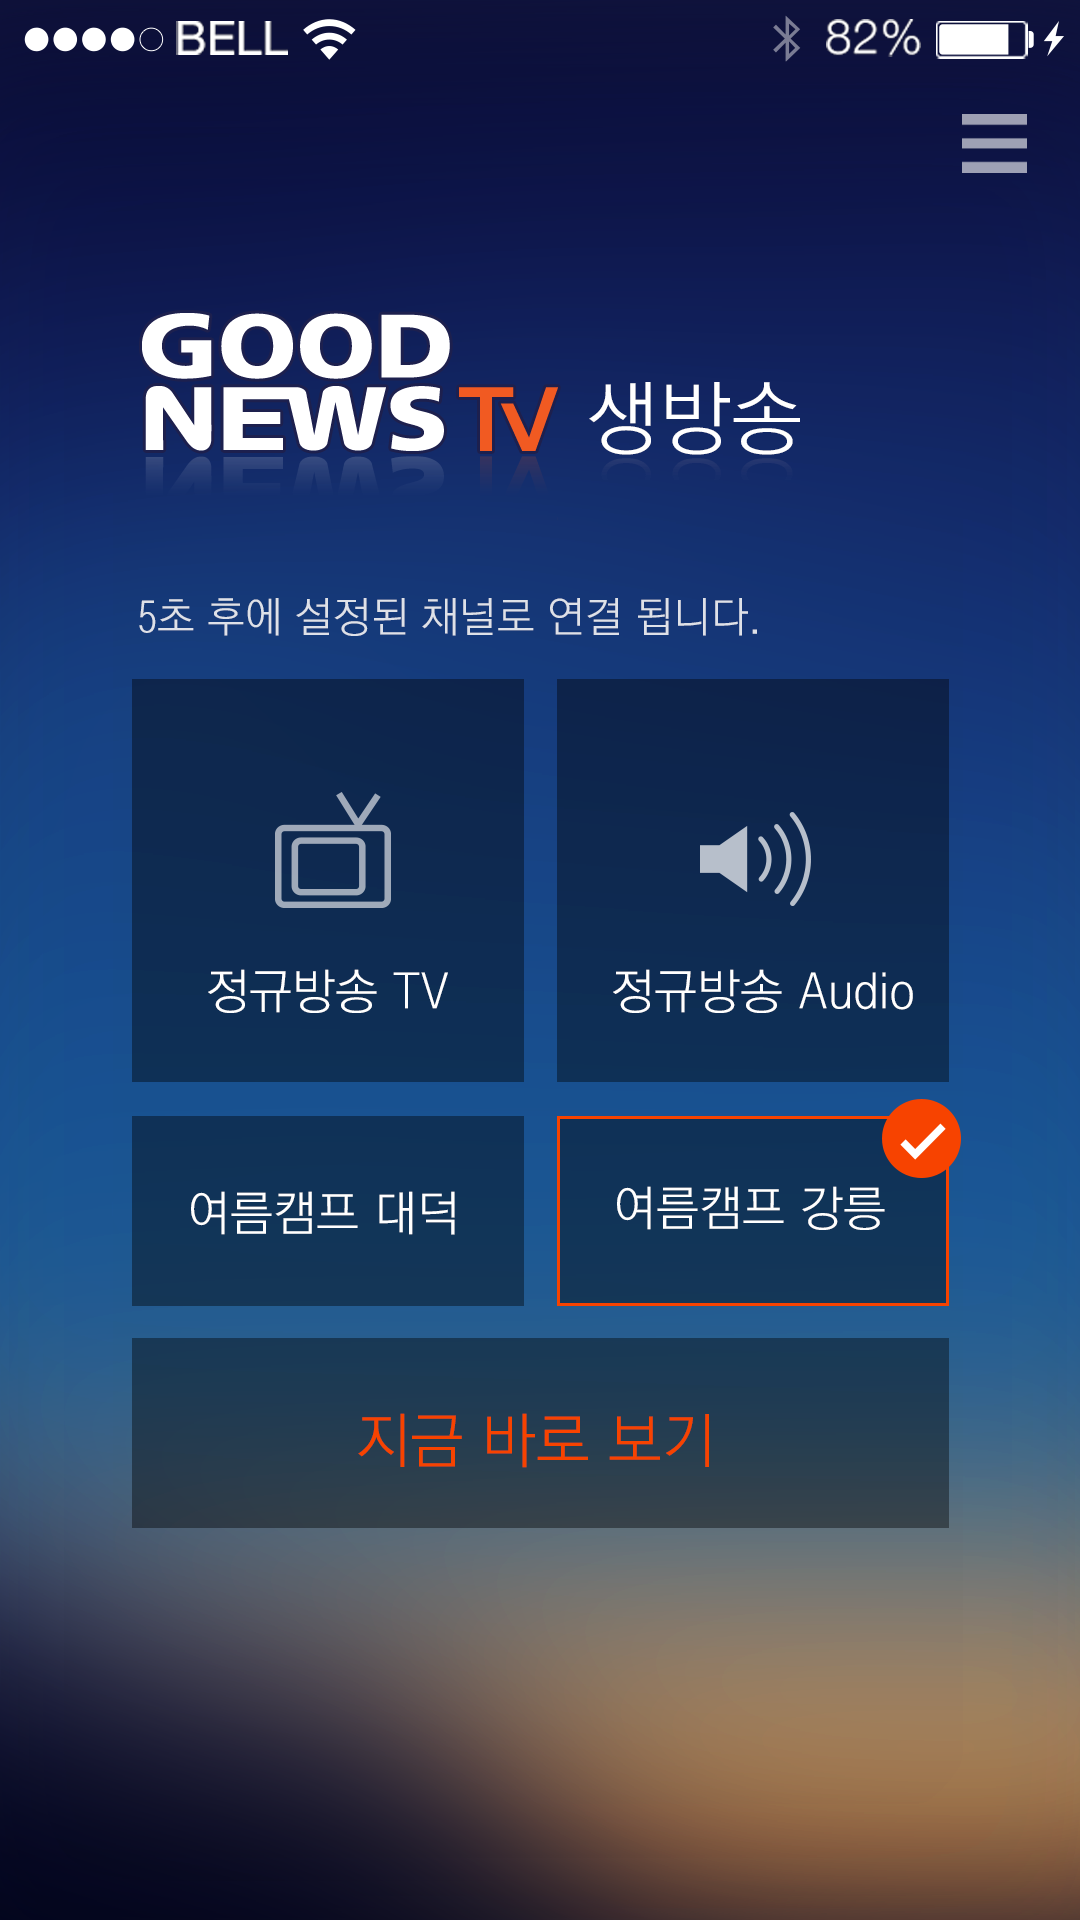 BELL 82%
GOOD
NEWS TV 생방송
5초 후에 설정된 채널로 연결 됩니다.
정규방송 TV
정규방송 Audio
여름캠프 대덕
여름캠프 강릉
지금 바로 보기